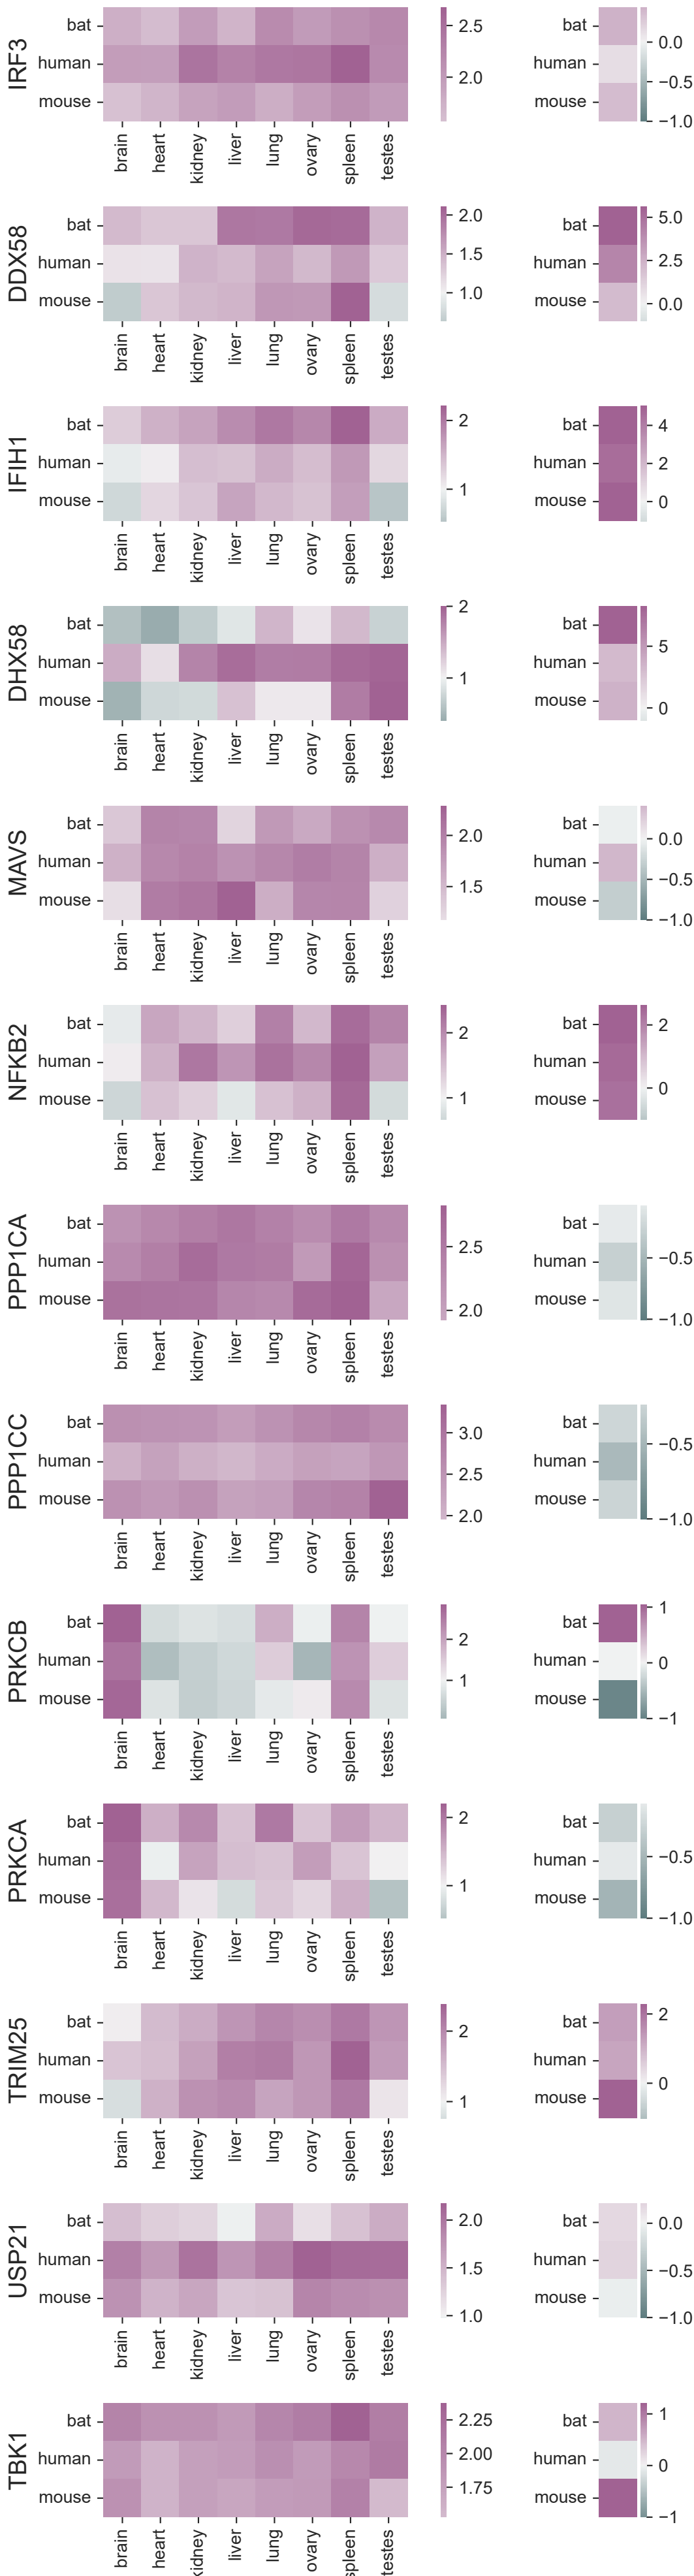 IRF3
bat
human
mouse
brain heart kidney liver lung ovary spleen testes
2.5
2.0
bat
human
mouse
0.0
−0.5
−1.0
DDX58
bat
human
mouse
brain heart kidney liver lung ovary spleen testes
2.0
1.5
1.0
bat
human
mouse
5.0
2.5
0.0
IFIH1
bat
human
mouse
brain heart kidney liver lung ovary spleen testes
2
1
bat
human
mouse
4
2
0
DHX58
bat
human
mouse
brain heart kidney liver lung ovary spleen testes
2
1
bat
human
mouse
5
0
MAVS
bat
human
mouse
brain heart kidney liver lung ovary spleen testes
2.0
1.5
bat
human
mouse
0.0
−0.5
−1.0
NFKB2
bat
human
mouse
brain heart kidney liver lung ovary spleen testes
2
1
bat
human
mouse
2
0
PPP1CA
bat
human
mouse
brain heart kidney liver lung ovary spleen testes
2.5
2.0
bat
human
mouse
−0.5
−1.0
PPP1CC
bat
human
mouse
brain heart kidney liver lung ovary spleen testes
3.0
2.5
2.0
bat
human
mouse
−0.5
−1.0
PRKCB
bat
human
mouse
brain heart kidney liver lung ovary spleen testes
2
1
bat
human
mouse
1
0
−1
PRKCA
bat
human
mouse
brain heart kidney liver lung ovary spleen testes
2
1
bat
human
mouse
−0.5
−1.0
TRIM25
bat
human
mouse
brain heart kidney liver lung ovary spleen testes
2
1
bat
human
mouse
2
0
USP21
bat
human
mouse
brain heart kidney liver lung ovary spleen testes
2.0
1.5
1.0
bat
human
mouse
0.0
−0.5
−1.0
TBK1
bat
human
mouse
brain heart kidney liver lung ovary spleen testes
2.25
2.00
1.75
bat
human
mouse
1
0
−1